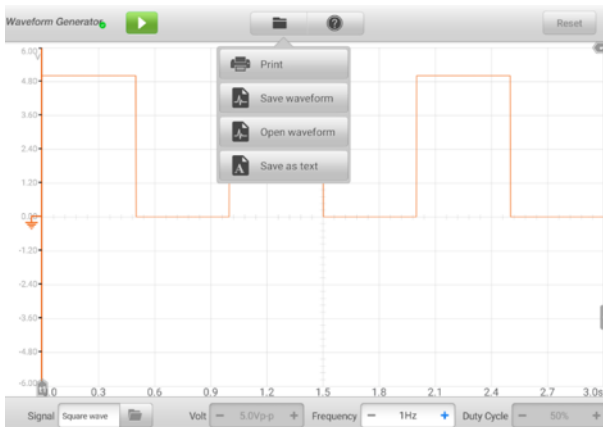 Waveform Generator
Reset
Print
Save waveform
Open waveform
Save as text
6.00
V
4.80
3.60
2.40
1.20
0.00
-1.20
-2.40
-3.60
-4.80
-6.00
0.0 0.3 0.6 0.9 1.2 1.5 1.8 2.1 2.4 2.7 3.0s
Signal Square wave Volt − 5.0Vp-p + Frequency − 1Hz + Duty Cycle − 50% +